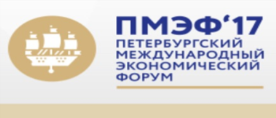 ПМЭФ‘17
ПЕТЕРБУРГСКИЙ
МЕЖДУНАРОДНЫЙ
ЭКОНОМИЧЕСКИЙ
ФОРУМ